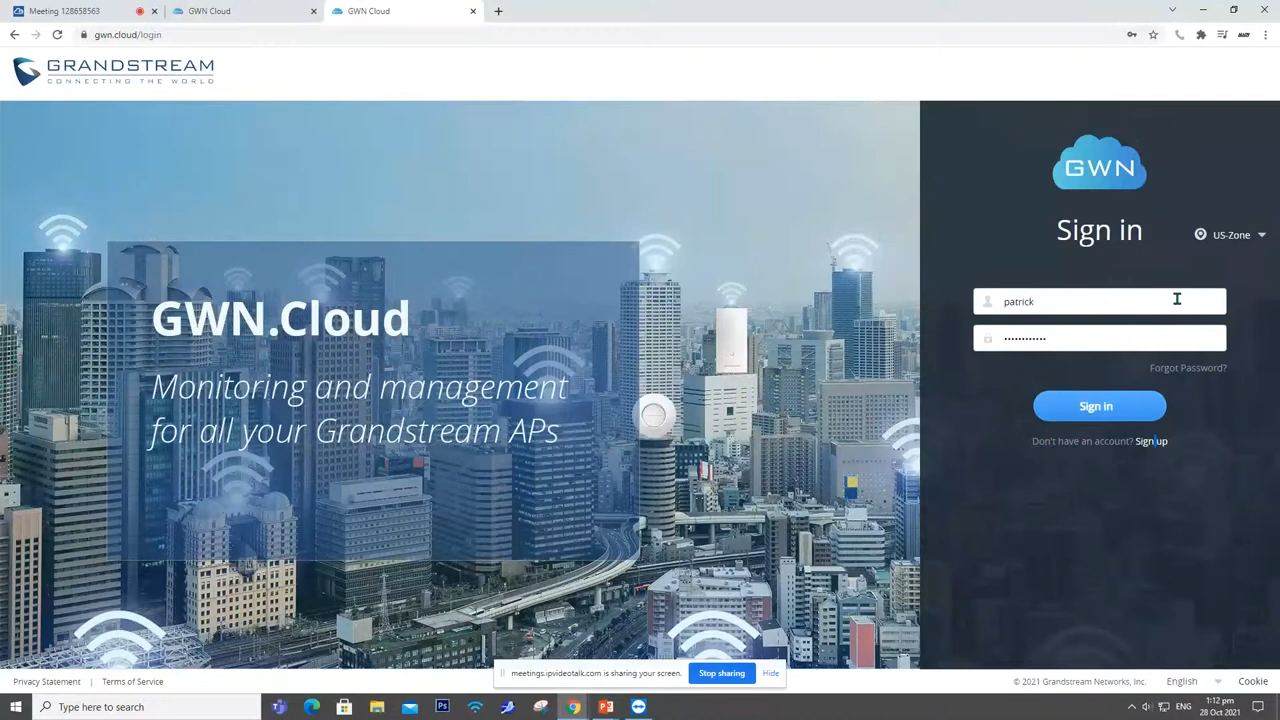 Meeting 128658563
GWN Cloud
GWN Cloud
gwn.cloud/login
GRANDSTREAM
CONNECTING THE WORLD
GWN
Sign in
US-Zone
patrick
••••••••••••
Forgot Password?
Sign in
Don't have an account? Sign up
GWN.Cloud
Monitoring and management
for all your Grandstream APs
meetings.ipvideotalk.com is sharing your screen.
Stop sharing
Hide
Privacy Statement | Terms of Service
© 2021 Grandstream Networks, Inc.
English
Cookie
Type here to search
ENG
1:12 pm
28 Oct 2021